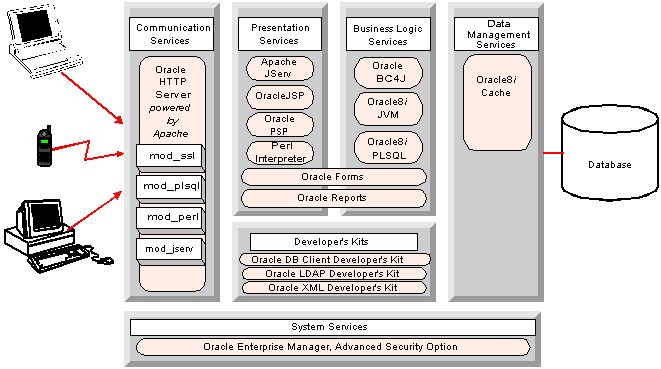 Communication
Services
Oracle
HTTP
Server
powered
by
Apache
mod_ssl
mod_plsql
mod_perl
mod_jserv
Presentation
Services
Apache
JServ
OracleJSP
Oracle
PSP
Perl
Interpreter
Business Logic
Services
Oracle
BC4J
Oracle8i
JVM
Oracle8i
PLSQL
Oracle Forms
Oracle Reports
Data
Management
Services
Oracle8i
Cache
Database
Developer's Kits
Oracle DB Client Developer's Kit
Oracle LDAP Developer's Kit
Oracle XML Developer's Kit
System Services
Oracle Enterprise Manager, Advanced Security Option